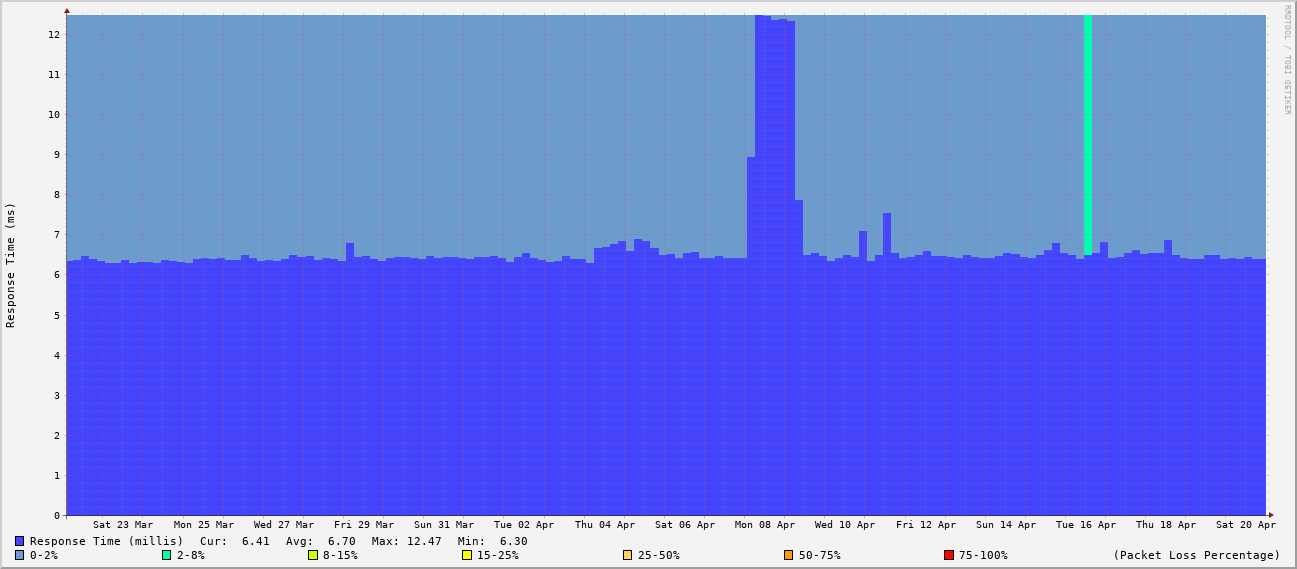 RRDTOOL / TOBI OETIKER
Response Time (ms)
12
11
10
9
8
7
6
5
4
3
2
1
0
Sat 23 Mar Mon 25 Mar Wed 27 Mar Fri 29 Mar Sun 31 Mar Tue 02 Apr Thu 04 Apr Sat 06 Apr Mon 08 Apr Wed 10 Apr Fri 12 Apr Sun 14 Apr Tue 16 Apr Thu 18 Apr Sat 20 Apr
Response Time (millis) Cur: 6.41 Avg: 6.70 Max: 12.47 Min: 6.30
0-2% 2-8% 8-15% 15-25% 25-50% 50-75% 75-100% (Packet Loss Percentage)